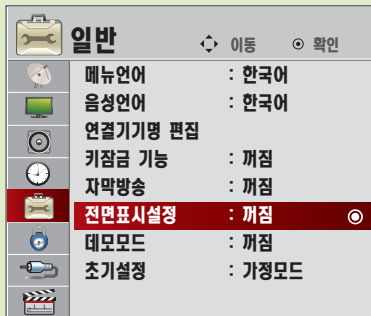 일반 이동 확인
메뉴언어 : 한국어
음성언어 : 한국어
연결기기명 편집
키잠금 기능 : 꺼짐
자막방송 : 꺼짐
전면표시설정 : 꺼짐
데모모드 : 꺼짐
초기설정 : 가정모드